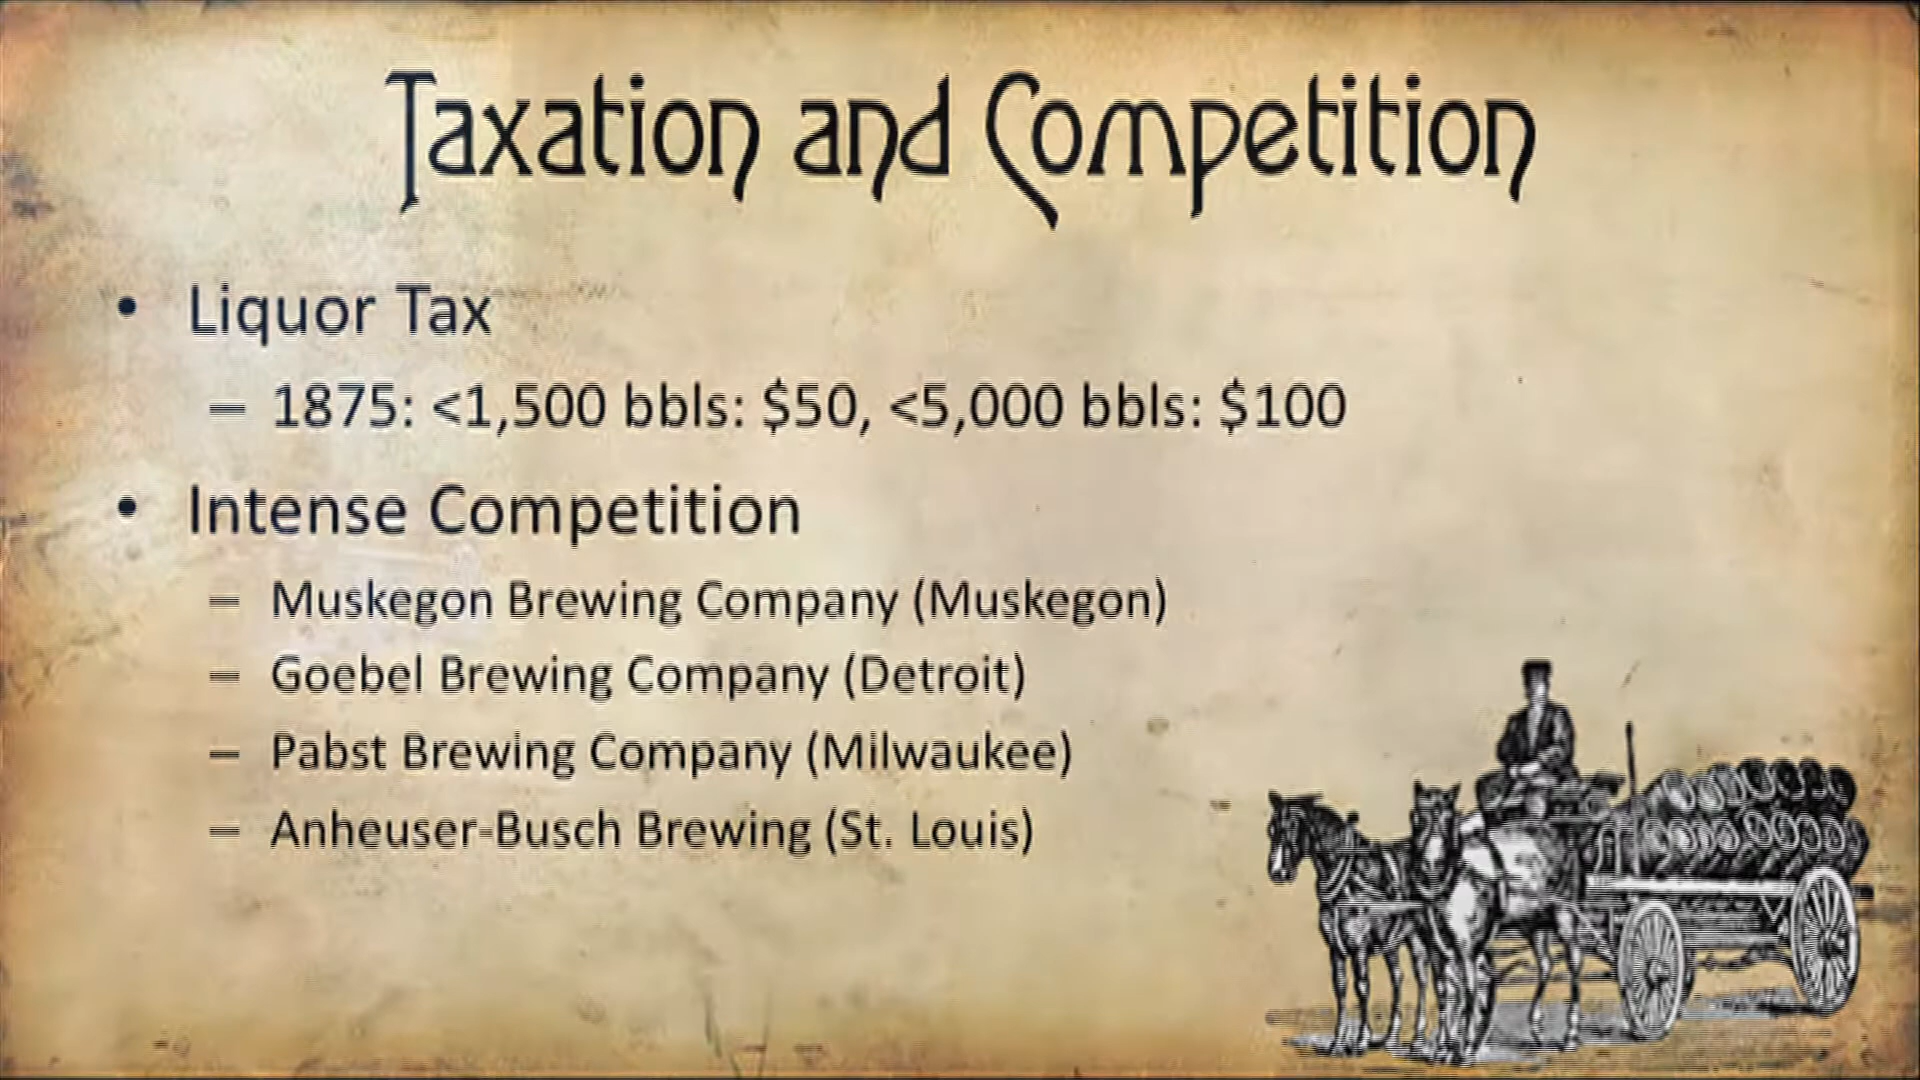 Taxation and Competition
• Liquor Tax
– 1875: <1,500 bbls: $50, <5,000 bbls: $100
• Intense Competition
– Muskegon Brewing Company (Muskegon)
– Goebel Brewing Company (Detroit)
– Pabst Brewing Company (Milwaukee)
– Anheuser-Busch Brewing (St. Louis)